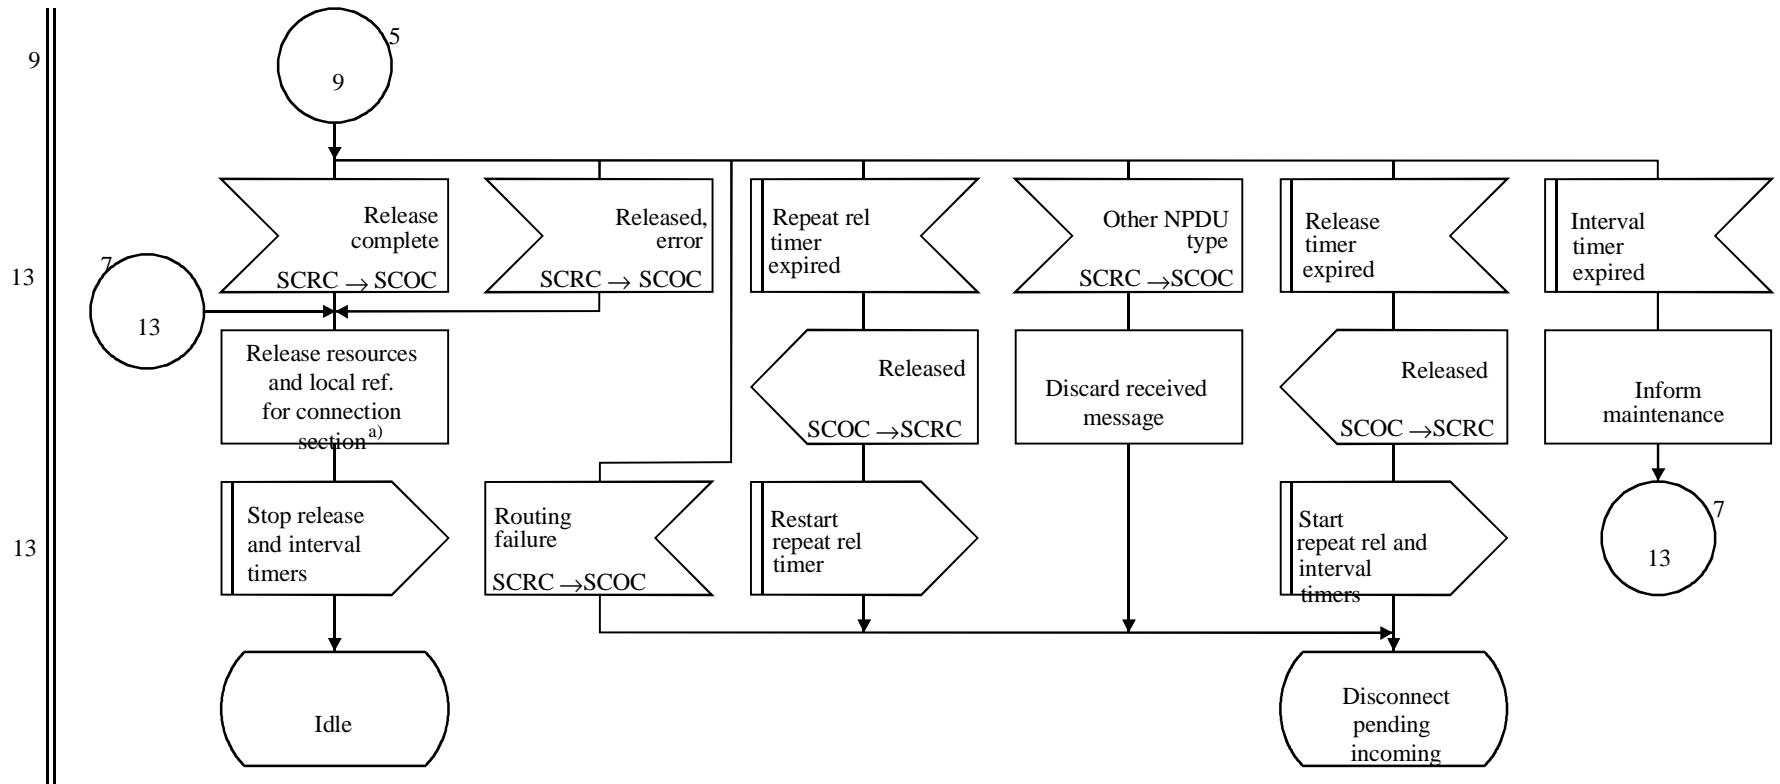 9
5
9
Release
complete
SCRC → SCOC
Released,
error
SCRC → SCOC
Repeat rel
timer
expired
Other NPDU
type
SCRC →SCOC
Release
timer
expired
Interval
timer
expired
13
7
13
Release resources
and local ref.
for connection
section a)
Released
SCOC →SCRC
Discard received
message
Released
SCOC →SCRC
Inform
maintenance
13
Stop release
and interval
timers
Routing
failure
SCRC →SCOC
Restart
repeat rel
timer
Start
repeat rel and
interval
timers
7
13
Idle
Disconnect
pending
incoming